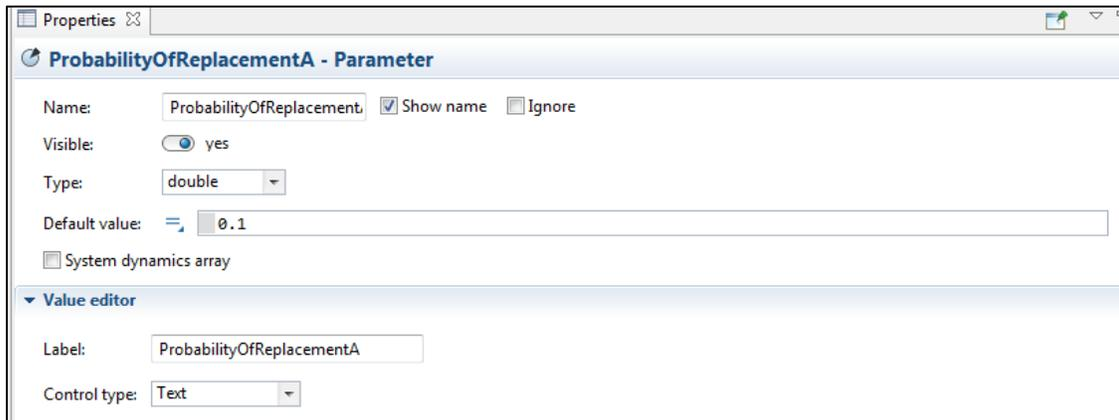 Properties
ProbabilityOfReplacementA - Parameter
Name: ProbabilityOfReplacement Show name Ignore
Visible: yes
Type: double
Default value: 0.1
System dynamics array
Value editor
Label: ProbabilityOfReplacementA
Control type: Text